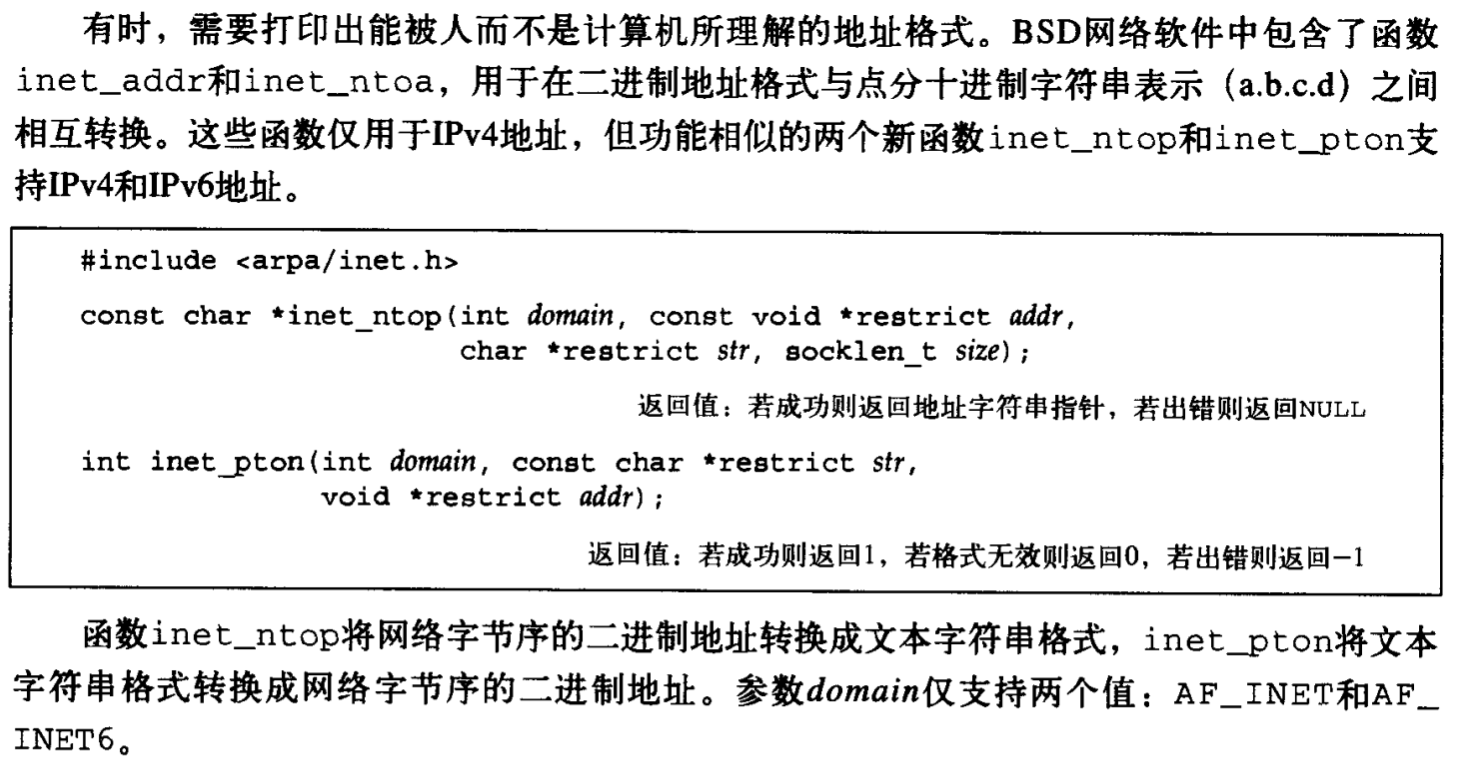 有时，需要打印出能被人而不是计算机所理解的地址格式。BSD网络软件中包含了函数
inet_addr和inet_ntoa，用于在二进制地址格式与点分十进制字符串表示（a.b.c.d）之间
相互转换。这些函数仅用于IPv4地址，但功能相似的两个新函数inet_ntop和inet_pton支
持IPv4和IPv6地址。
#include <arpa/inet.h>
const char *inet_ntop(int domain, const void *restrict addr,
char *restrict str, socklen_t size);
返回值：若成功则返回地址字符串指针，若出错则返回NULL
int inet_pton(int domain, const char *restrict str,
void *restrict addr);
返回值：若成功则返回1，若格式无效则返回0，若出错则返回−1
函数inet_ntop将网络字节序的二进制地址转换成文本字符串格式，inet_pton将文本
字符串格式转换成网络字节序的二进制地址。参数domain仅支持两个值：AF_INET和AF_
INET6。